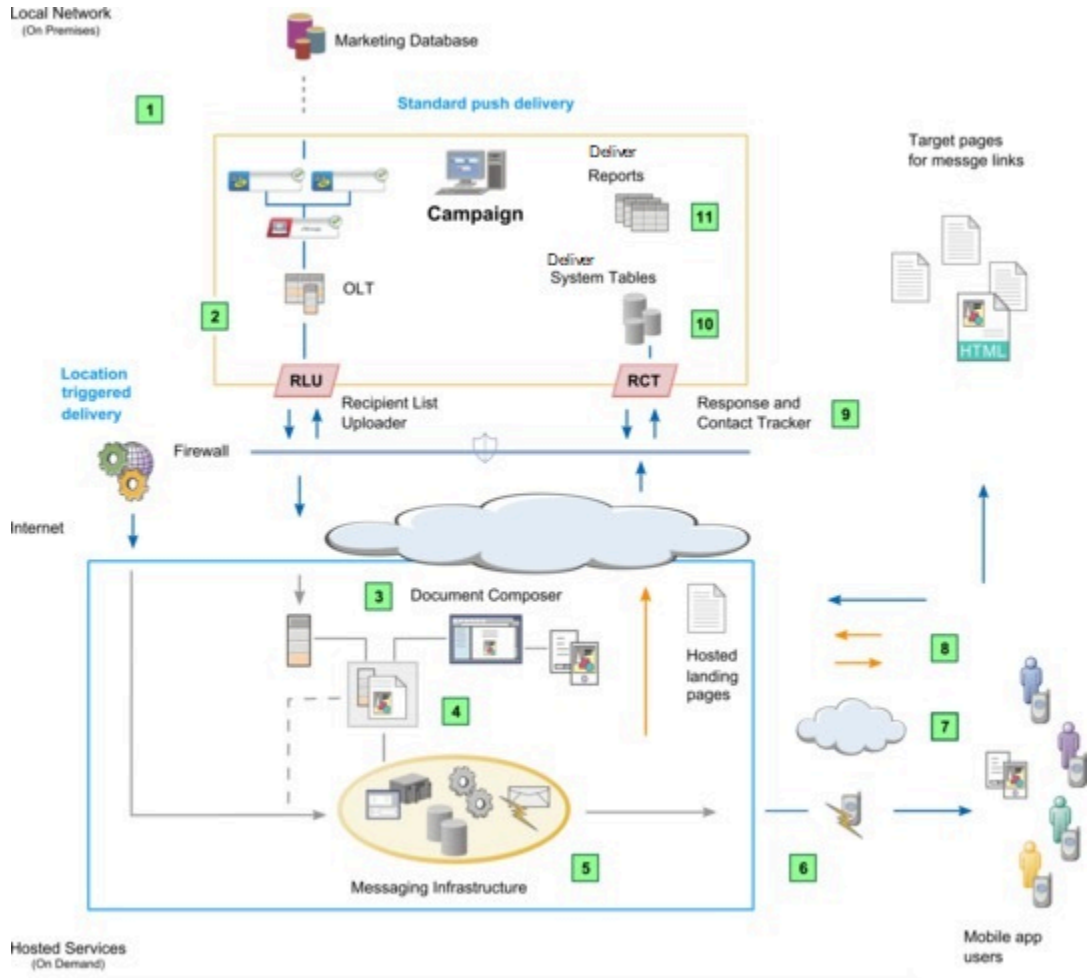 Local Network
(On Premises)
Marketing Database
1
Standard push delivery
Target pages
for messge links
Deliver
Reports
Campaign
11
Deliver
System Tables
OLT
2
10
HTML
Location
triggered
delivery
RLU
RCT
Recipient List
Uploader
Response and
Contact Tracker
9
Firewall
Internet
3
Document Composer
8
Hosted
landing
pages
4
7
5
6
Messaging Infrastructure
Mobile app
users
Hosted Services
(On Demand)